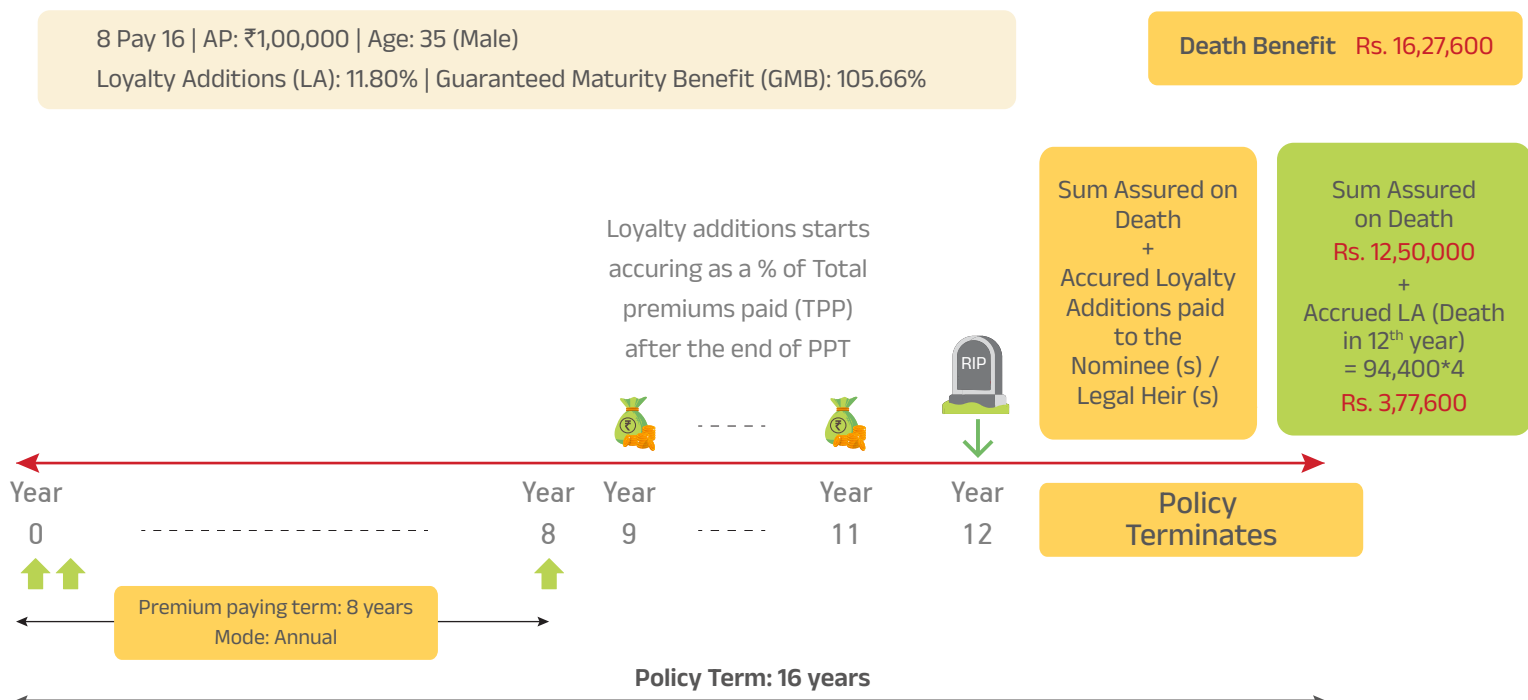 8 Pay 16 | AP: ₹1,00,000 | Age: 35 (Male)
Loyalty Additions (LA): 11.80% | Guaranteed Maturity Benefit (GMB): 105.66%
Death Benefit Rs. 16,27,600
Loyalty additions starts
accuring as a % of Total
premiums paid (TPP)
after the end of PPT
₹
₹
RIP
Sum Assured on
Death
+
Accured Loyalty
Additions paid
to the
Nominee (s) /
Legal Heir (s)
Sum Assured
on Death
Rs. 12,50,000
+
Accrued LA (Death
in 12th year)
= 94,400*4
Rs. 3,77,600
Year
0
Year
8
Year
9
Year
11
Year
12
Policy
Terminates
Premium paying term: 8 years
Mode: Annual
Policy Term: 16 years